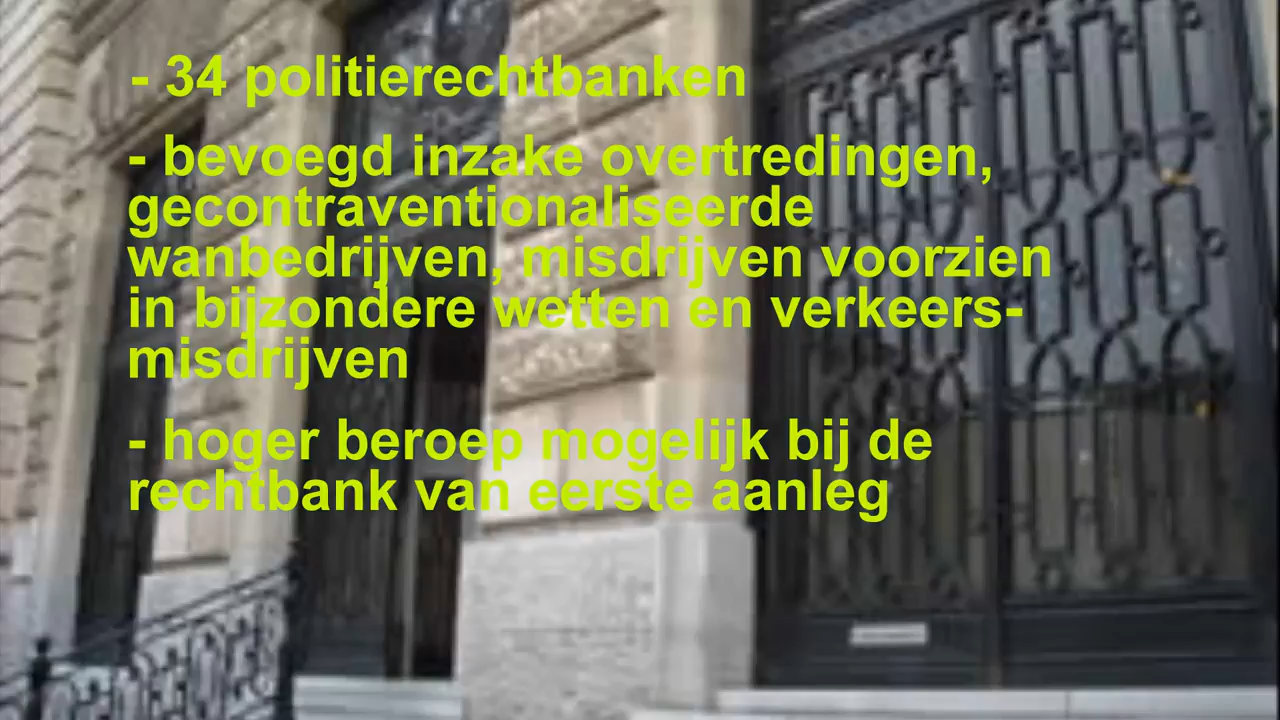 - 34 politierechtbanken
- bevoegd inzake overtredingen,
gecontraventionaliseerde
wanbedrijven, misdrijven voorzien
in bijzondere wetten en verkeers-
misdrijven
- hoger beroep mogelijk bij de
rechtbank van eerste aanleg